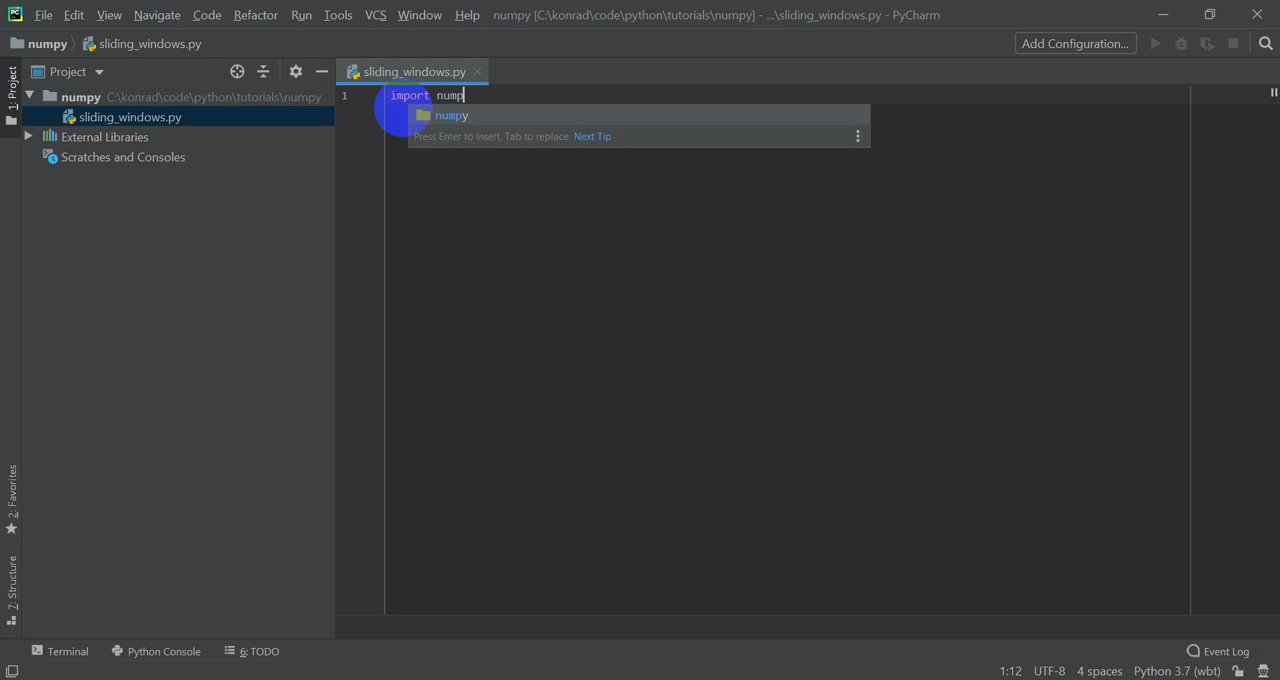 PC File Edit View Navigate Code Refactor Run Tools VCS Window Help numpy [C:\konrad\code\python\tutorials\numpy] - ...\sliding_windows.py - PyCharm
numpy sliding_windows.py Add Configuration...
1: Project
Project
sliding_windows.py
numpy C:\konrad\code\python\tutorials\numpy
sliding_windows.py
External Libraries
Scratches and Consoles
1 import nump
numpy
Press Enter to insert, Tab to replace Next Tip
2: Favorites
7: Structure
Terminal Python Console 6: TODO Event Log
1:12 UTF-8 4 spaces Python 3.7 (wbt)